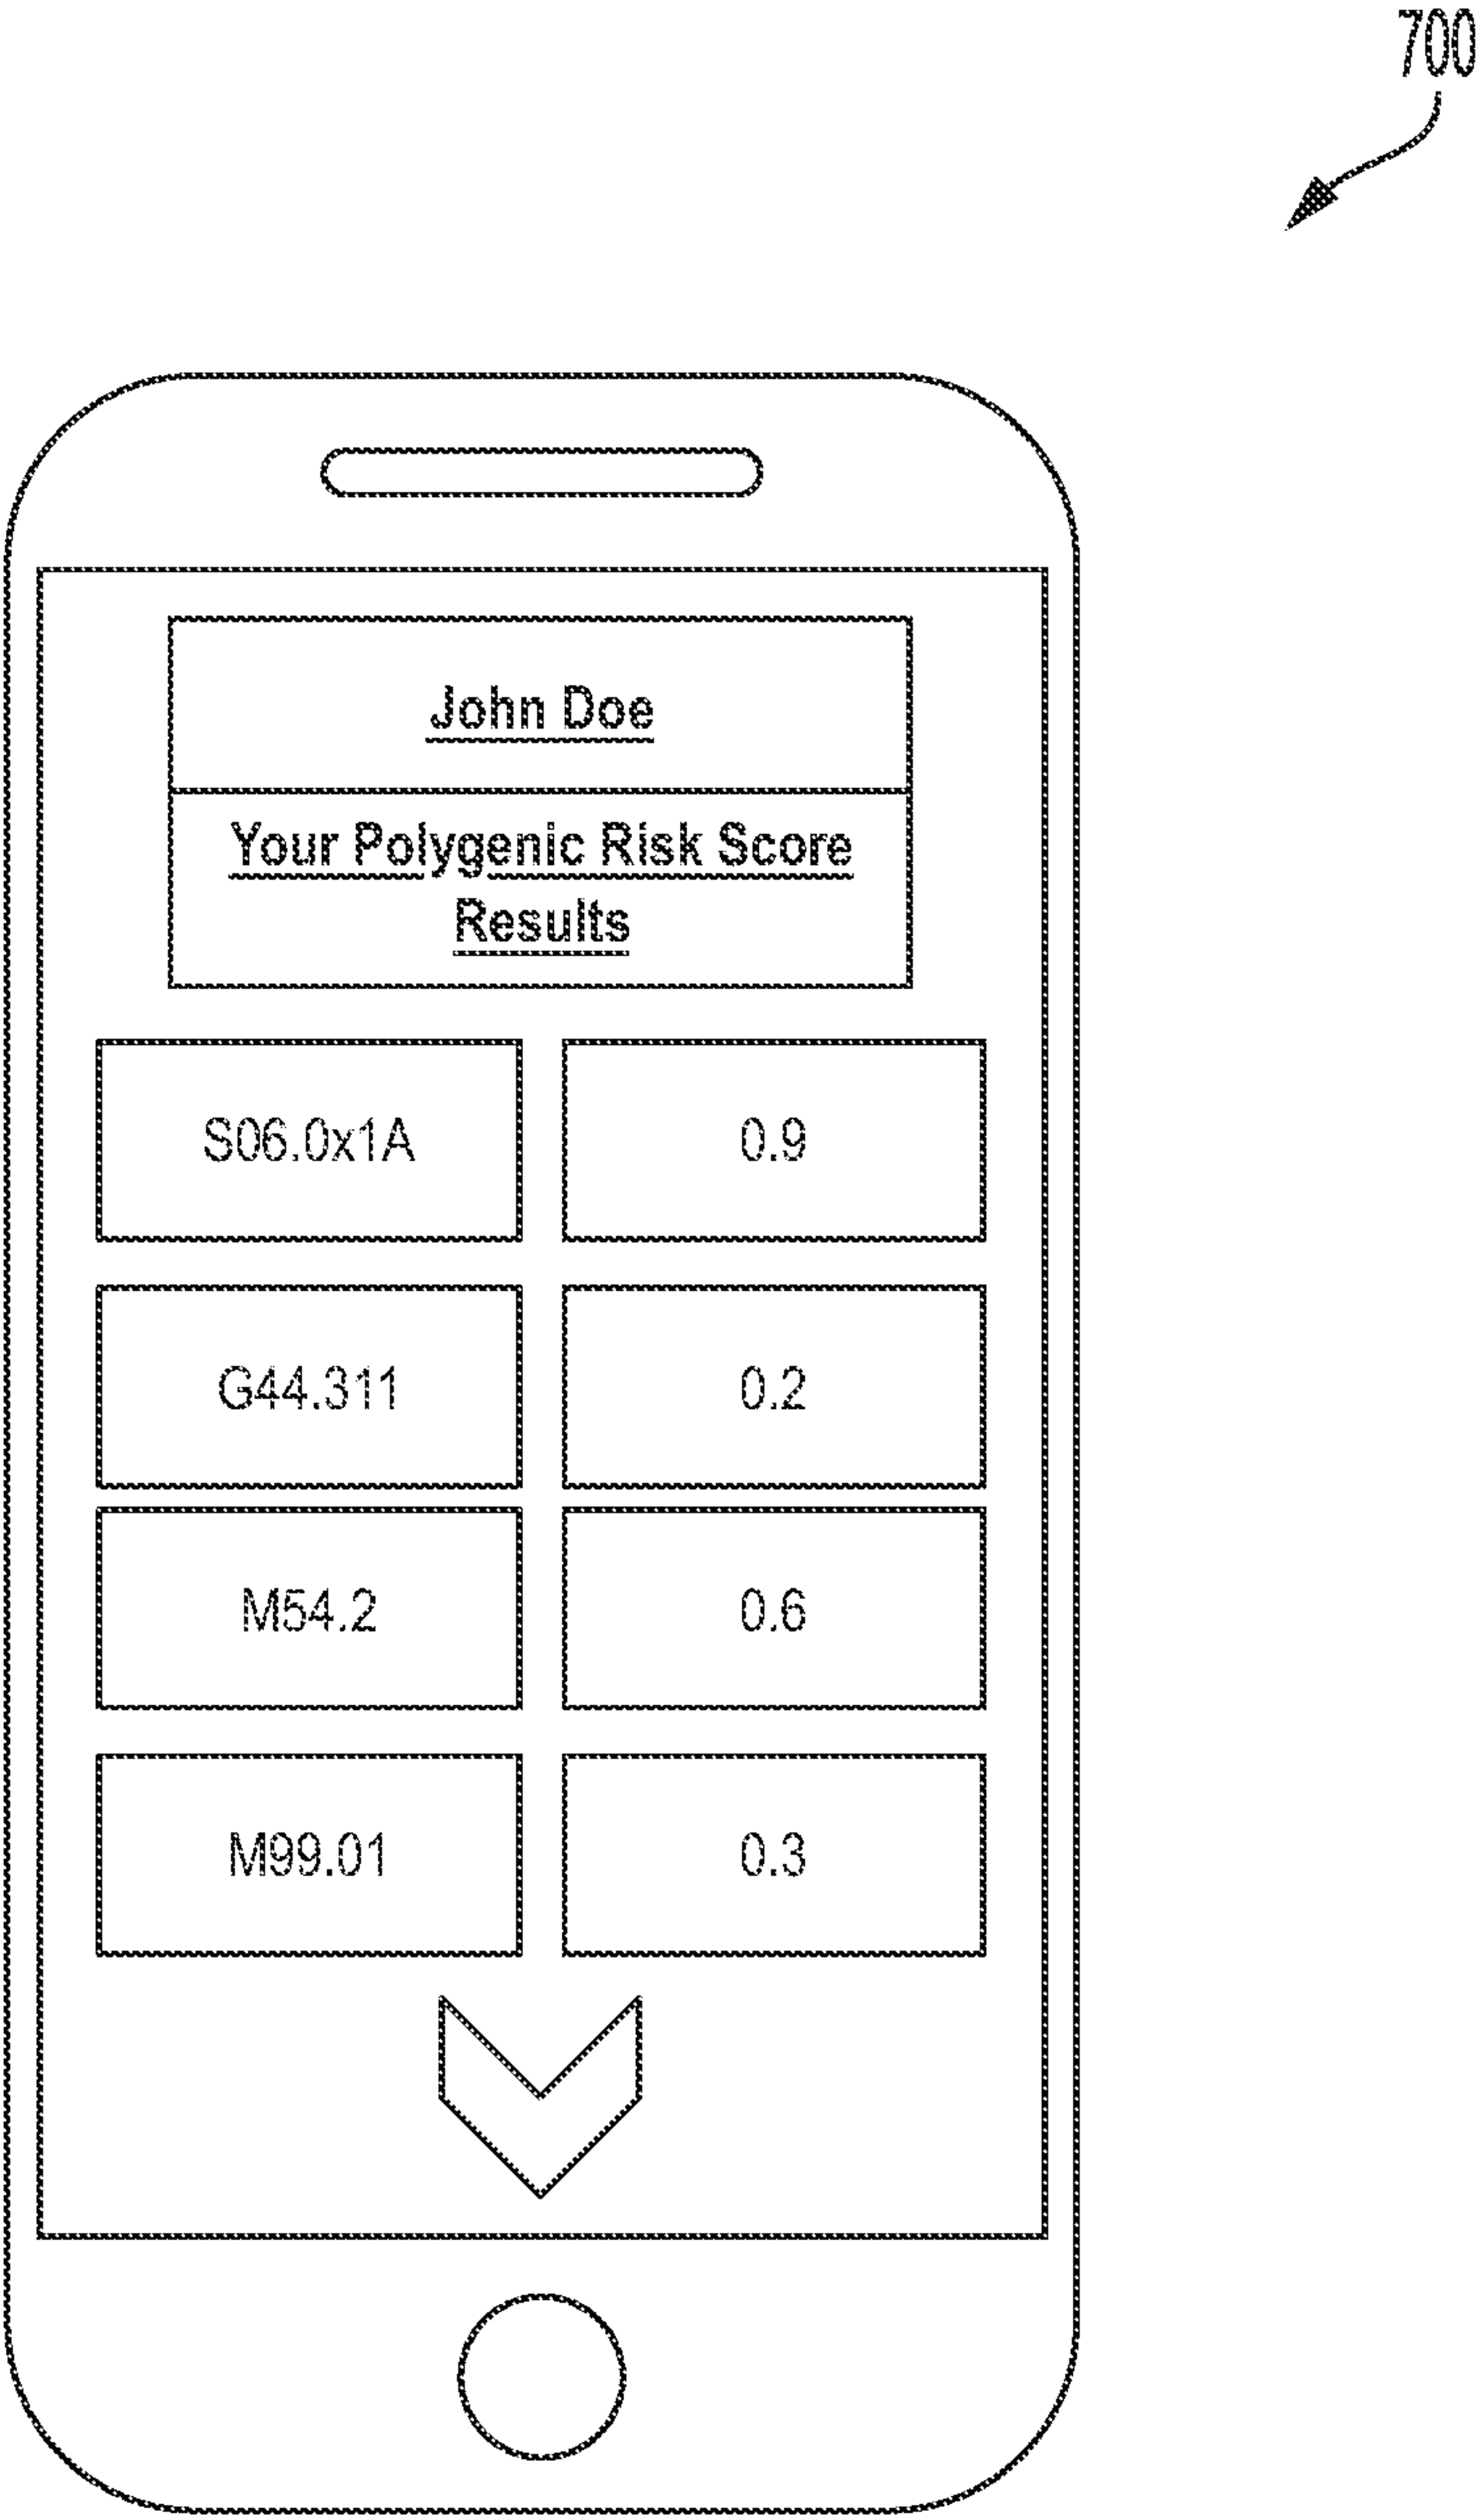 700
John Doe
Your Polygenic Risk Score
Results
S06.0x1A 0.9
G44.311 0.2
M54.2 0.6
M99.01 0.3